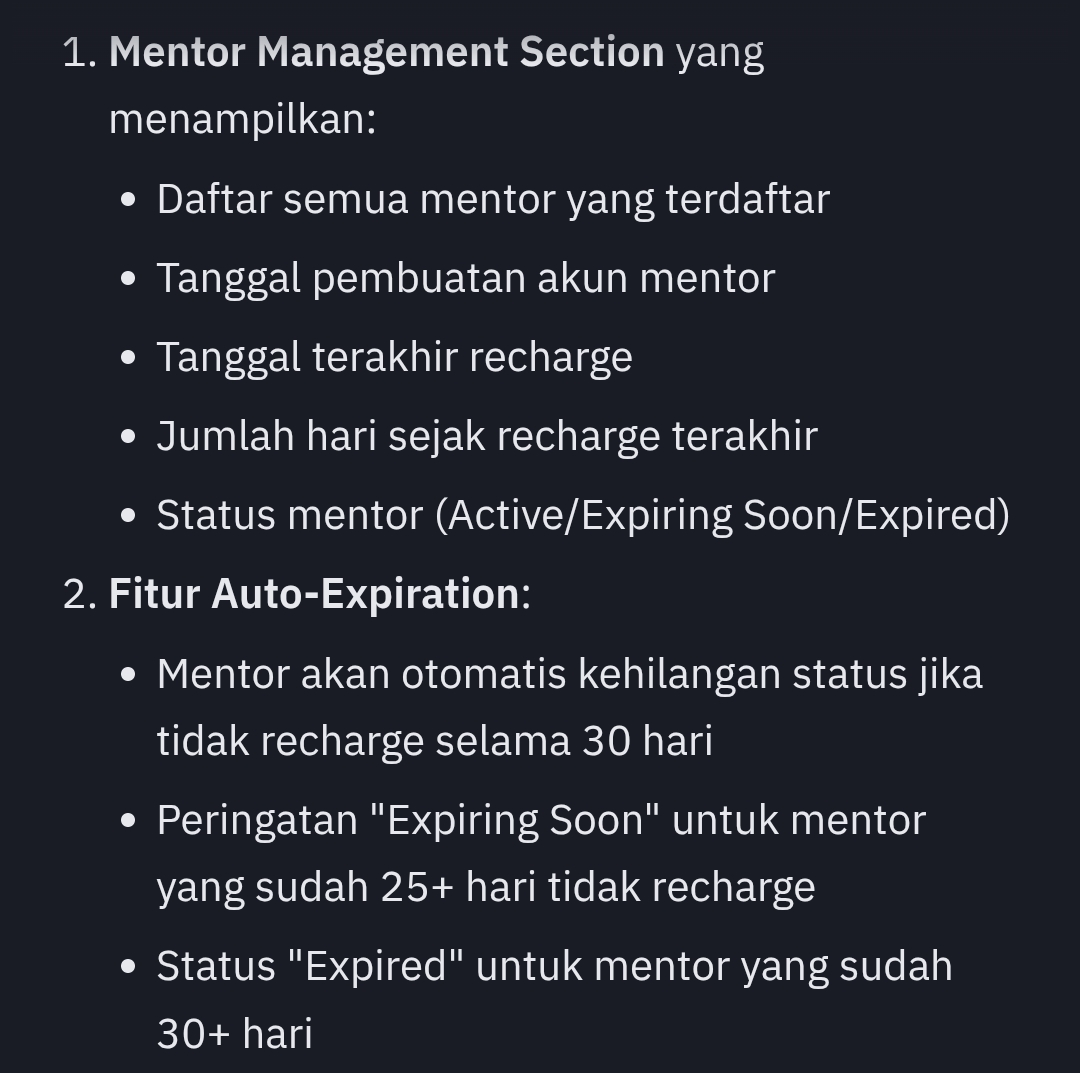 1. Mentor Management Section yang
menampilkan:
• Daftar semua mentor yang terdaftar
• Tanggal pembuatan akun mentor
• Tanggal terakhir recharge
• Jumlah hari sejak recharge terakhir
• Status mentor (Active/Expiring Soon/Expired)
2. Fitur Auto-Expiration:
• Mentor akan otomatis kehilangan status jika
tidak recharge selama 30 hari
• Peringatan "Expiring Soon" untuk mentor
yang sudah 25+ hari tidak recharge
• Status "Expired" untuk mentor yang sudah
30+ hari